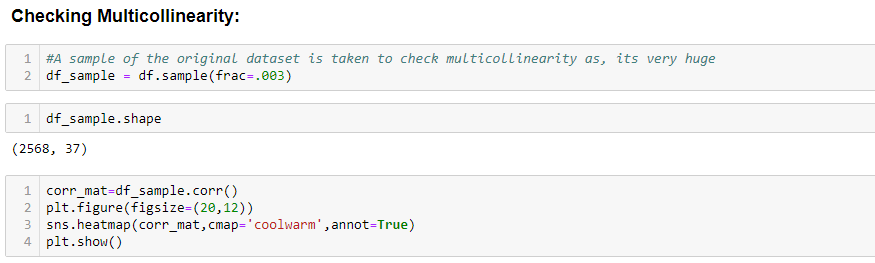 Checking Multicollinearity:
1 #A sample of the original dataset is taken to check multicollinearity as, its very huge
2 df_sample = df.sample(frac=.003)
1 df_sample.shape
(2568, 37)
1 corr_mat=df_sample.corr()
2 plt.figure(figsize=(20,12))
3 sns.heatmap(corr_mat,cmap='coolwarm',annot=True)
4 plt.show()